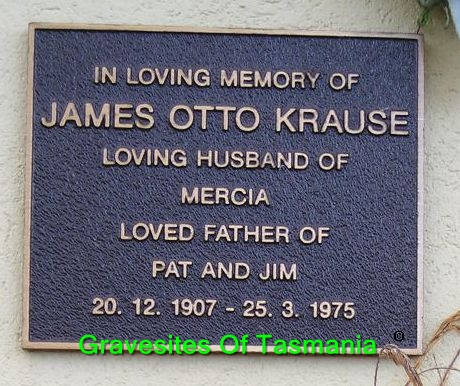 IN LOVING MEMORY OF
JAMES OTTO KRAUSE
LOVING HUSBAND OF
MERCIA
LOVED FATHER OF
PAT AND JIM
20. 12. 1907 - 25. 3. 1975
Gravesites Of Tasmania